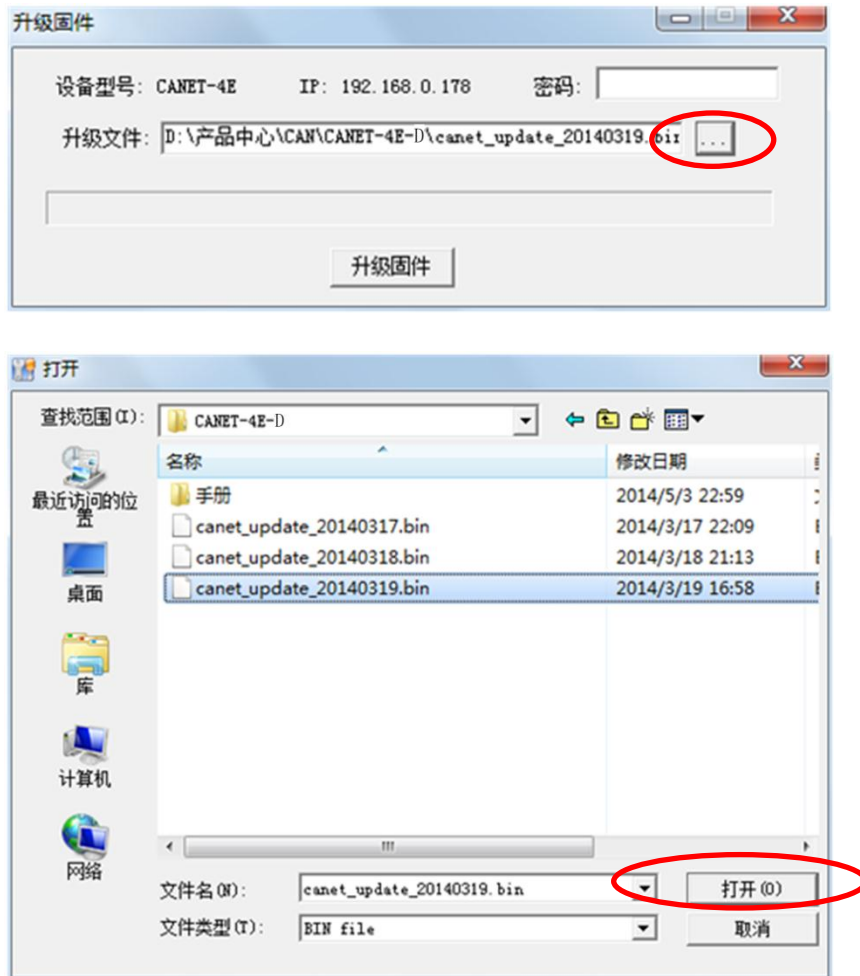 升级固件
设备型号: CANET-4E IP: 192.168.0.178 密码:
升级文件: D:\产品中心\CAN\CANET-4E-D\canet_update_20140319.bin ...
升级固件
打开
查找范围(I): CANET-4E-D
名称 修改日期
手册 2014/5/3 22:59
canet_update_20140317.bin 2014/3/17 22:09
canet_update_20140318.bin 2014/3/18 21:13
canet_update_20140319.bin 2014/3/19 16:58
最近访问的位
置
桌面
库
计算机
网络
文件名(N): canet_update_20140319.bin 打开(O)
文件类型(T): BIN file 取消